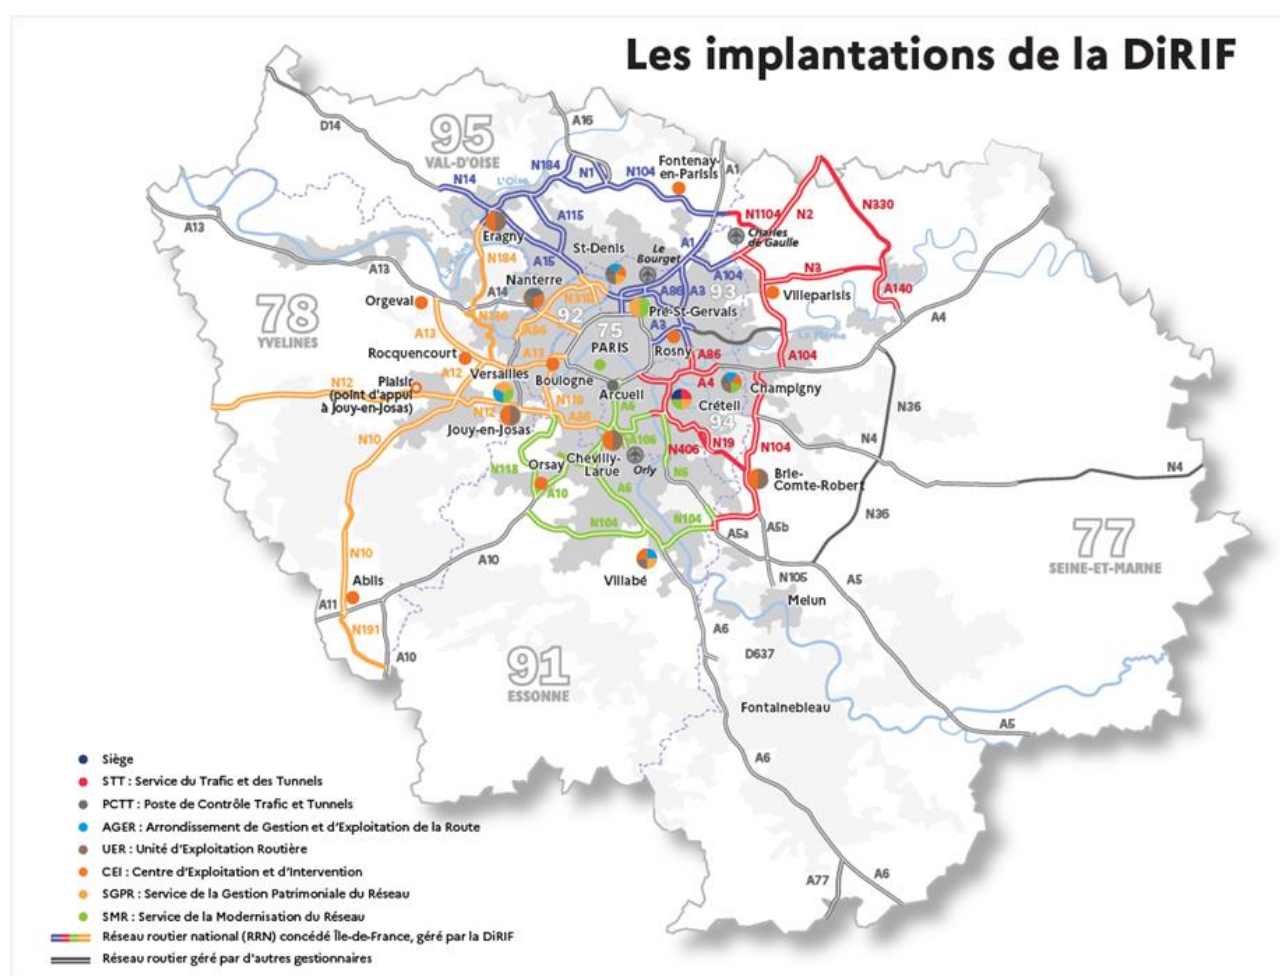 Les implantations de la DiRIF
D14
A16
95
VAL-D'OISE
N184
N1
N104
Fontenay-
en-Parisis
A1
N14
L'Oise
N1104
N2
N330
A13
A115
St-Denis
Le
Bourget
A1
Charles
de Gaulle
Eragny
A15
N184
A13
A104
N3
Nanterre
A14
N315
A86
A3
93
Villeparisis
A140
Orgeval
N186
92
Pré-St-Gervais
A4
78
YVELINES
A13
A86
75
PARIS
A3
Rosny
La Marne
Rocquencourt
A13
A86
A104
A12
Versailles
Boulogne
A4
Champigny
N12
Plaisir
(point d'appui
à Jouy-en-Josas)
N118
Arcueil
A6
Créteil
N36
N12
A86
94
Jouy-en-Josas
A106
N19
N10
N406
N104
N4
N118
Orsay
Chevilly-
Larue
Orly
N6
N4
A10
A6
Brie-
Comte-Robert
N36
N104
N104
A5a
A5b
77
SEINE-ET-MARNE
N10
A10
Villabé
N105
A5
Ablis
A11
Melun
N191
A6
A10
D637
91
ESSONNE
Fontainebleau
A5
A6
A77
A6
Siège
STT : Service du Trafic et des Tunnels
PCTT : Poste de Contrôle Trafic et Tunnels
AGER : Arrondissement de Gestion et d'Exploitation de la Route
UER : Unité d'Exploitation Routière
CEI : Centre d'Exploitation et d'Intervention
SGPR : Service de la Gestion Patrimoniale du Réseau
SMR : Service de la Modernisation du Réseau
Réseau routier national (RRN) concédé Île-de-France, géré par la DiRIF
Réseau routier géré par d'autres gestionnaires